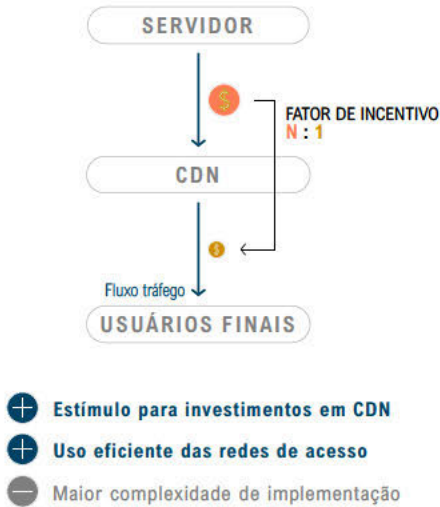 SERVIDOR
$
FATOR DE INCENTIVO
N : 1
CDN
$
Fluxo tráfego
USUÁRIOS FINAIS
Estímulo para investimentos em CDN
Uso eficiente das redes de acesso
Maior complexidade de implementação